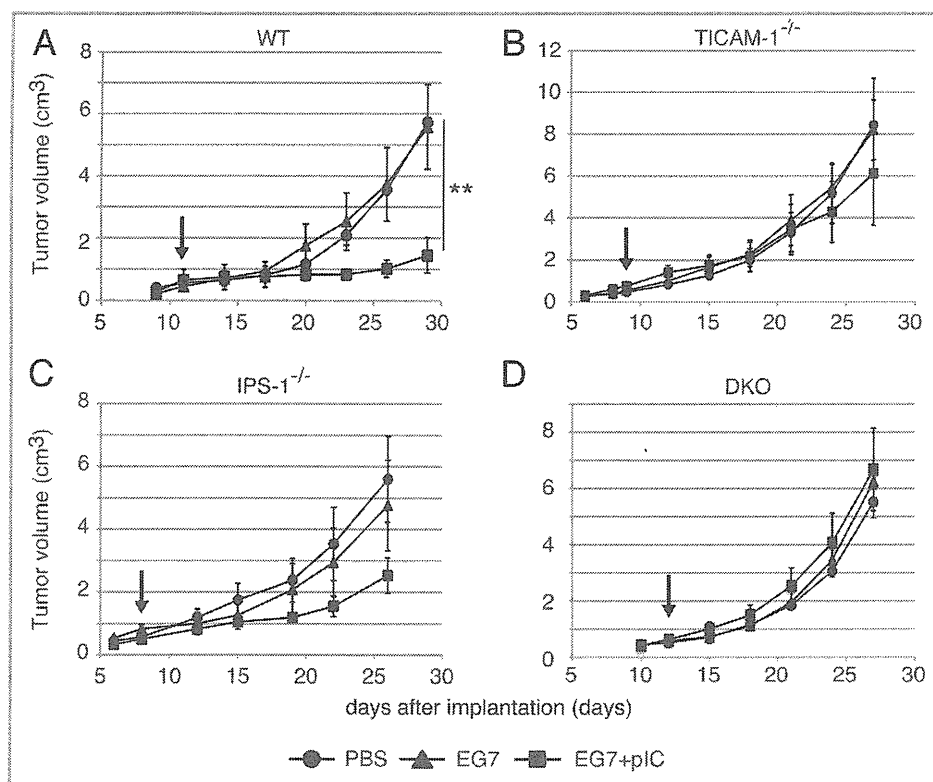 A
WT
Tumor volume (cm3)
8
6
4
2
0
5 10 15 20 25 30
**
B
TICAM-1-/-
12
10
8
6
4
2
0
5 10 15 20 25 30
C
IPS-1-/-
Tumor volume (cm3)
8
6
4
2
0
5 10 15 20 25 30
D
DKO
8
6
4
2
0
5 10 15 20 25 30
days after implantation (days)
PBS EG7 EG7+pIC